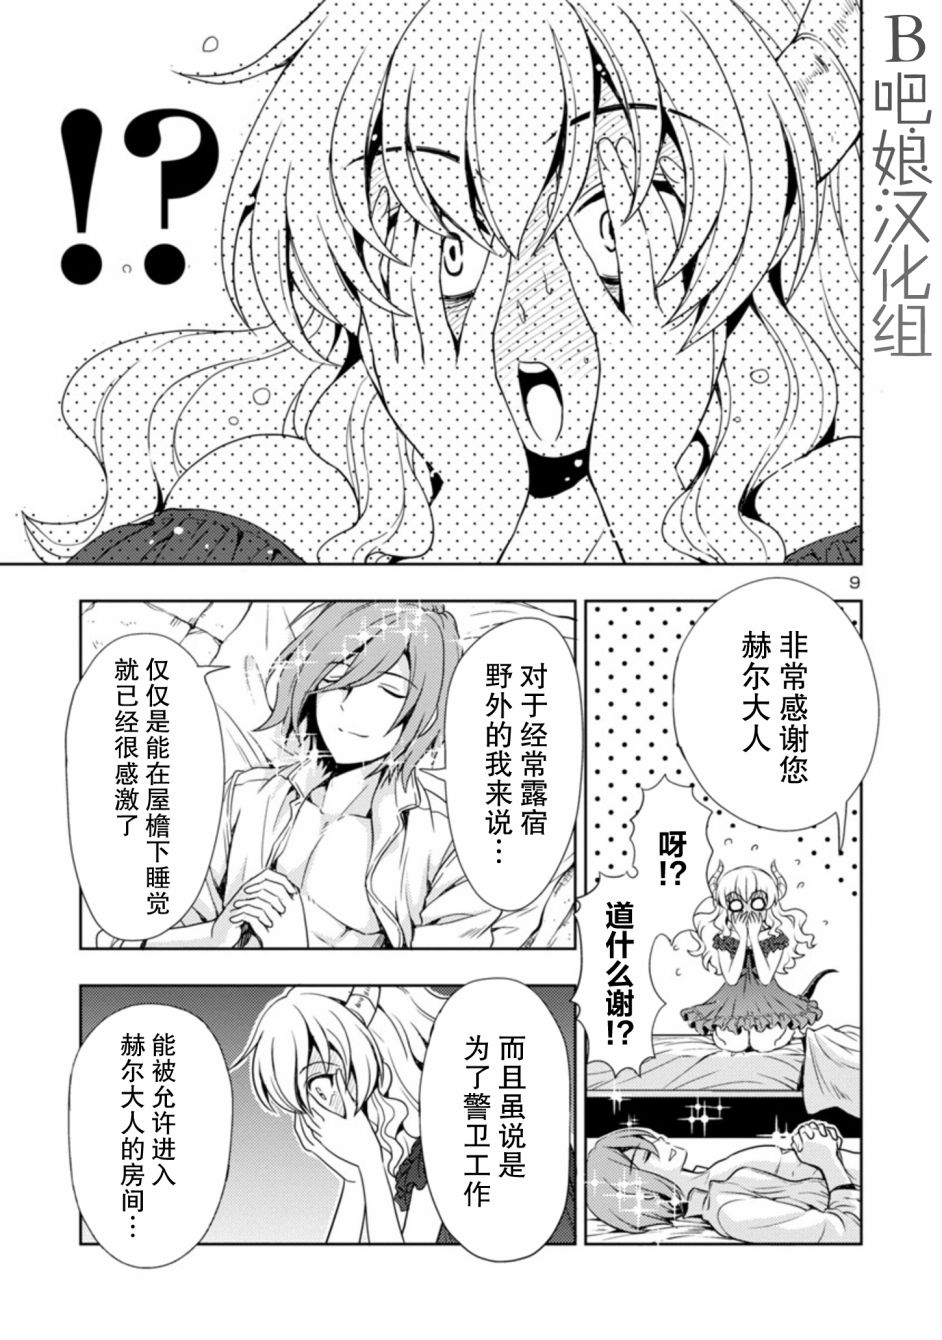 B吧娘汉化组
!?
9
非常感谢您
赫尔大人
呀!?
道什么谢!?
对于经常露宿
野外的我来说…
仅仅是能在屋檐下睡觉
就已经很感激了
而且虽说是
为了警卫工作
能被允许进入
赫尔大人的房间…